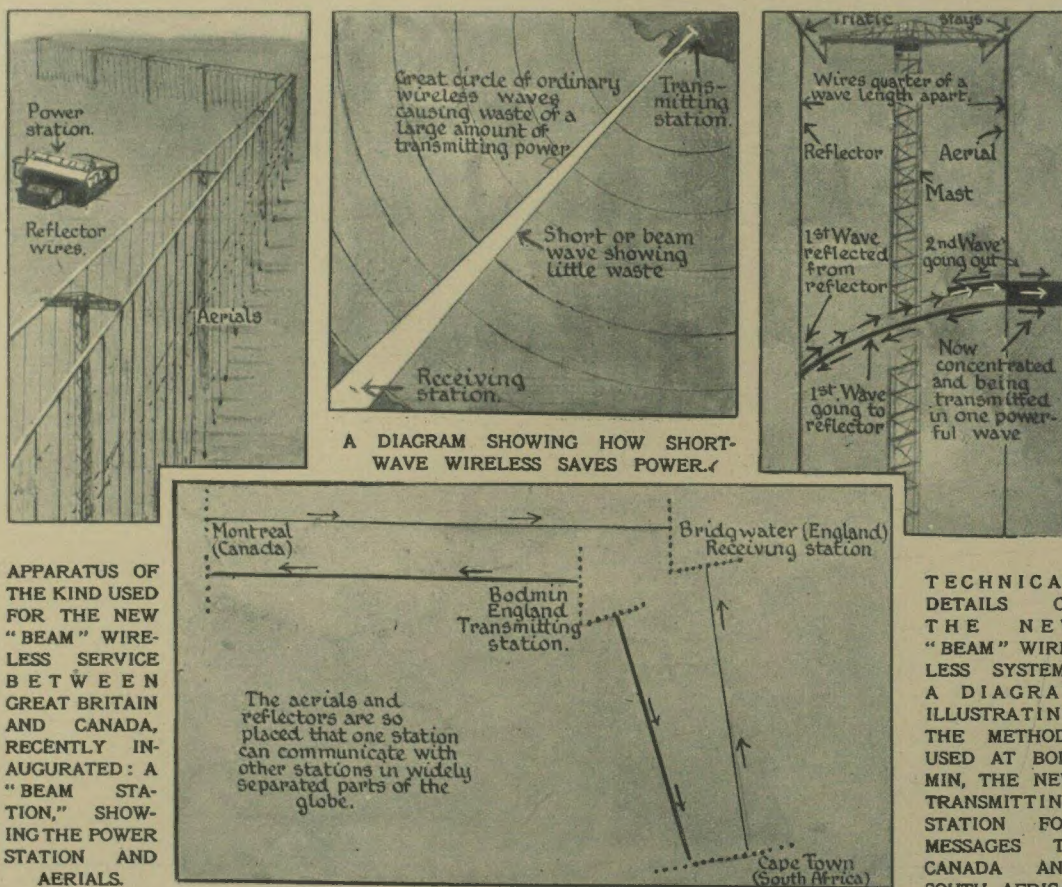 Power
station.
Reflector
wires.
Aerials
Great circle of ordinary
wireless waves
causing waste of a
large amount of
transmitting power
Trans-
mitting
station.
Short or beam
wave showing
little waste
Receiving
station.
A DIAGRAM SHOWING HOW SHORT-
WAVE WIRELESS SAVES POWER.
Triatic stays
Wires quarter of a
wave length apart.
Reflector Aerial
Mast
1st Wave
reflected
from
reflector
2nd Wave
going out
1st Wave
going to
reflector
Now
concentrated
and being
transmitted
in one power-
ful wave
APPARATUS OF
THE KIND USED
FOR THE NEW
"BEAM" WIRE-
LESS SERVICE
BETWEEN
GREAT BRITAIN
AND CANADA,
RECENTLY IN-
AUGURATED: A
"BEAM STA-
TION," SHOW-
ING THE POWER
STATION AND
AERIALS.
Montreal
(Canada)
Bridgwater (England)
Receiving station
Bodmin
England
Transmitting
station.
The aerials and
reflectors are so
placed that one station
can communicate with
other stations in widely
separated parts of the
globe.
Cape Town
(South Africa)
TECHNICA
DETAILS O
THE NE
"BEAM" WIRE
LESS SYSTEM
A DIAGRA
ILLUSTRATIN
THE METHOD
USED AT BOD
MIN, THE NE
TRANSMITTIN
STATION FO
MESSAGES T
CANADA AN